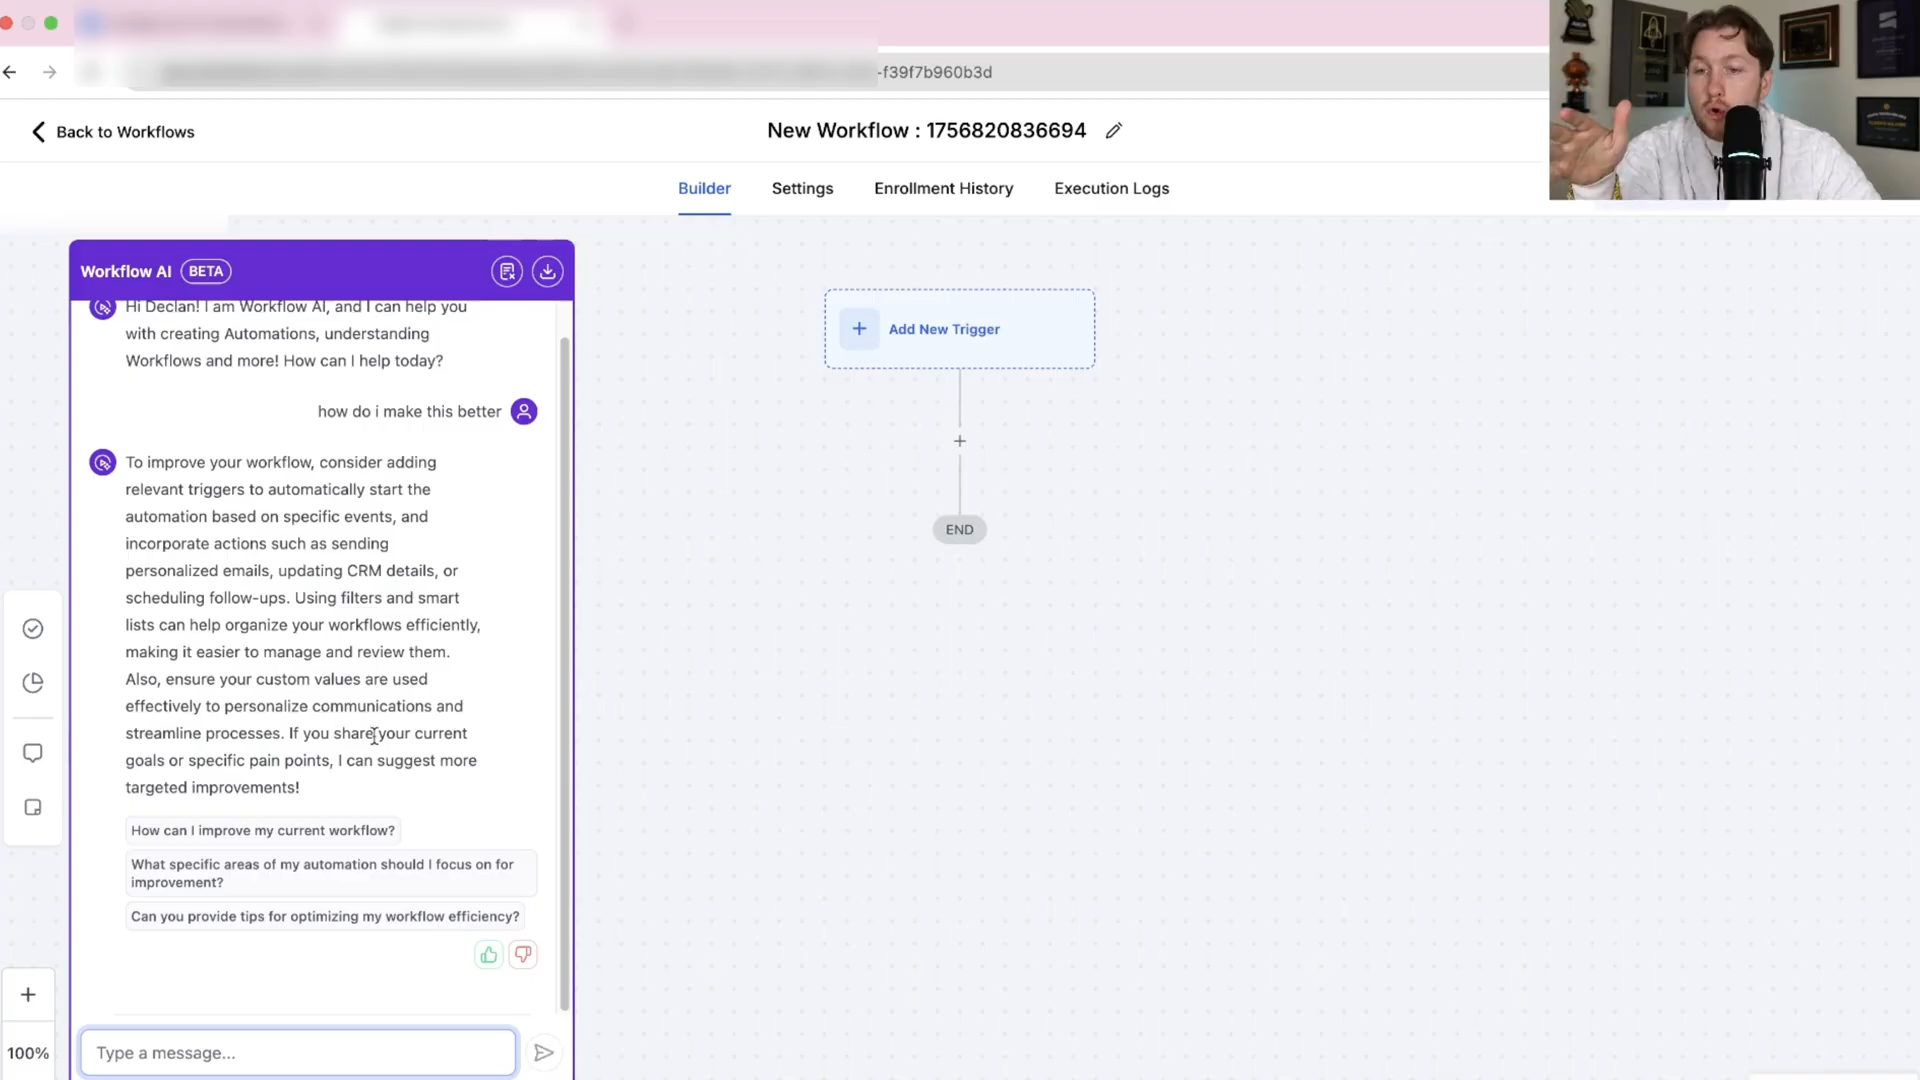 -f39f7b960b3d
Back to Workflows
New Workflow : 1756820836694
Builder
Settings
Enrollment History
Execution Logs
Workflow AI BETA
Hi Declan! I am Workflow AI, and I can help you
with creating Automations, understanding
Workflows and more! How can I help today?
how do i make this better
To improve your workflow, consider adding
relevant triggers to automatically start the
automation based on specific events, and
incorporate actions such as sending
personalized emails, updating CRM details, or
scheduling follow-ups. Using filters and smart
lists can help organize your workflows efficiently,
making it easier to manage and review them.
Also, ensure your custom values are used
effectively to personalize communications and
streamline processes. If you share your current
goals or specific pain points, I can suggest more
targeted improvements!
How can I improve my current workflow?
What specific areas of my automation should I focus on for
improvement?
Can you provide tips for optimizing my workflow efficiency?
Type a message...
100%
Add New Trigger
END